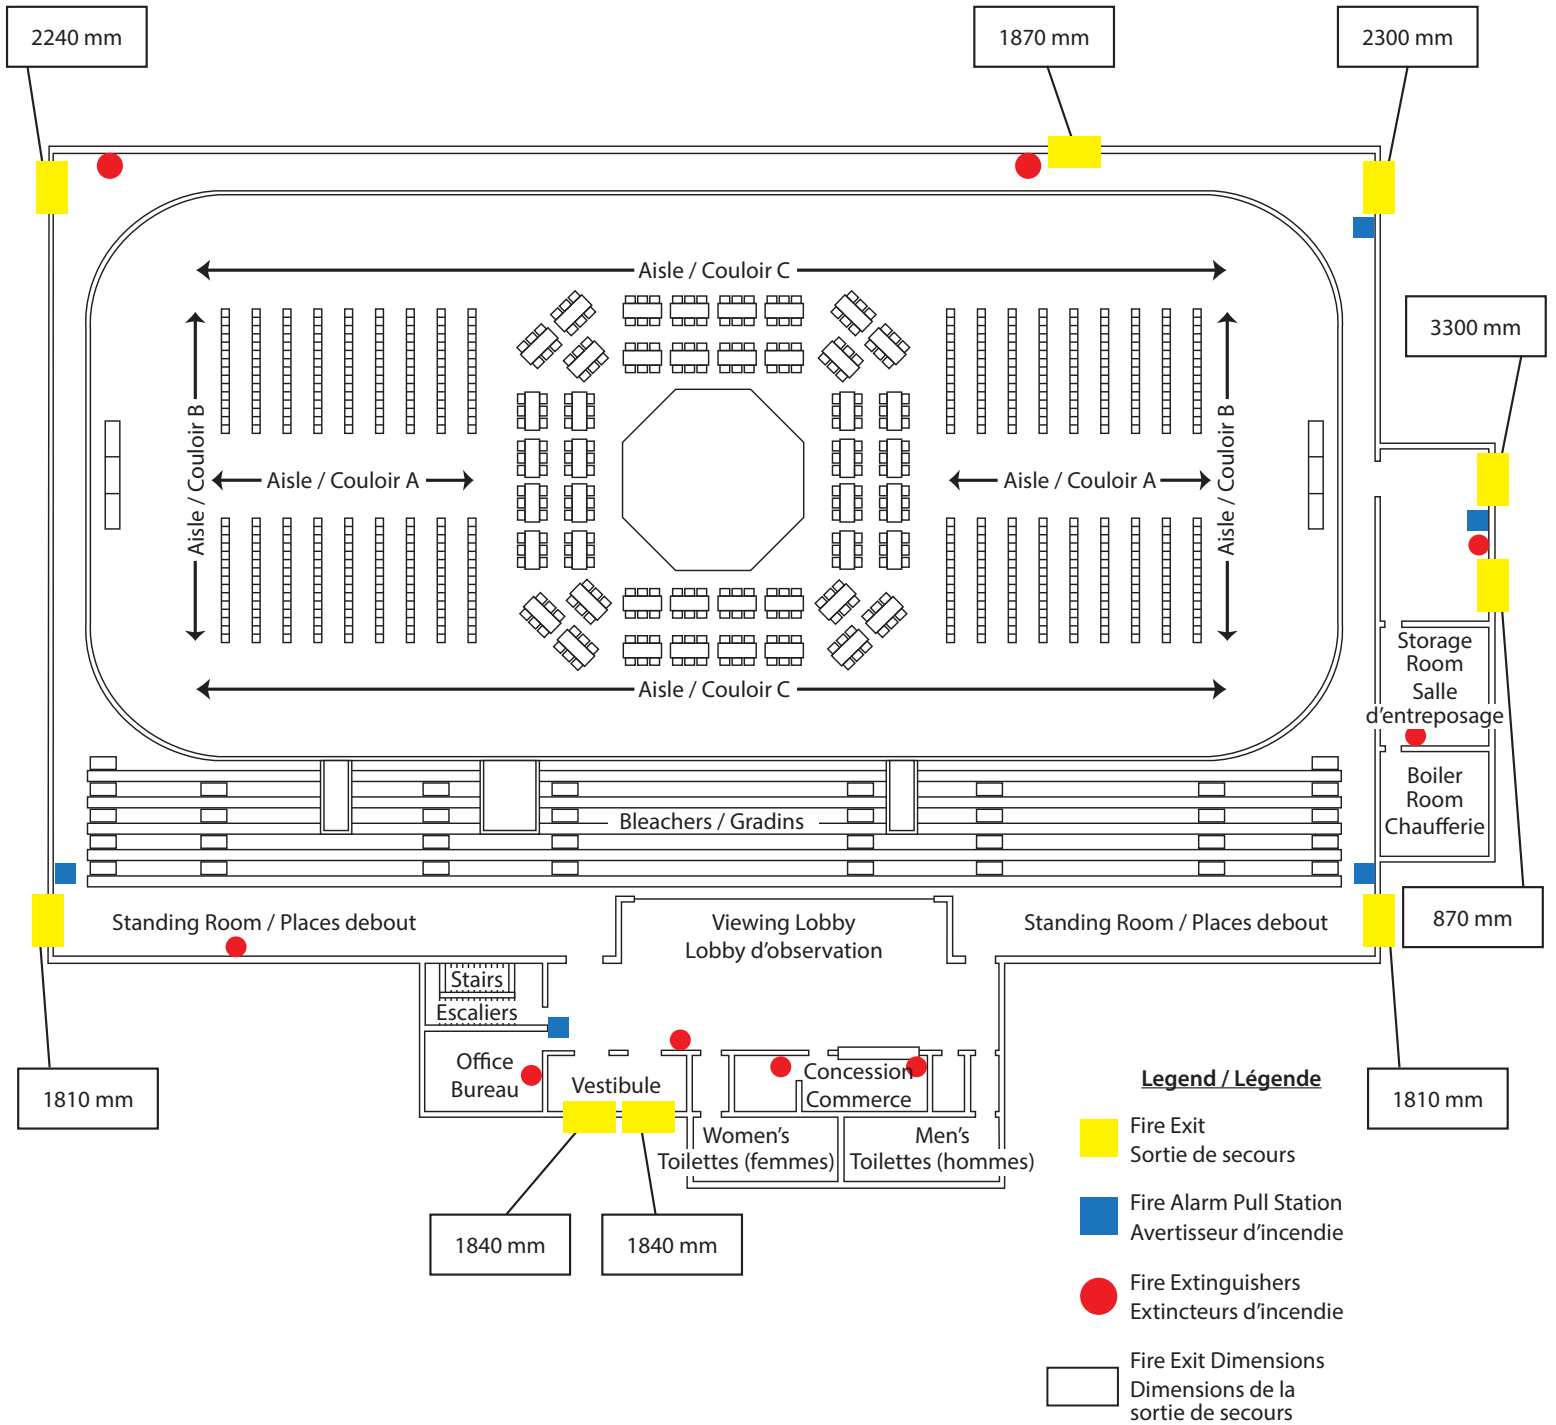 2240 mm
1870 mm
2300 mm
Aisle / Couloir C
3300 mm
Aisle / Couloir B
Aisle / Couloir A
Aisle / Couloir A
Aisle / Couloir B
Aisle / Couloir C
Storage
Room
Salle
d'entreposage
Boiler
Room
Chaufferie
Bleachers / Gradins
Standing Room / Places debout
Viewing Lobby
Lobby d'observation
Standing Room / Places debout
870 mm
Stairs
Escaliers
Office
Bureau
Vestibule
Concession
Commerce
Women's
Toilettes (femmes)
Men's
Toilettes (hommes)
1810 mm
1810 mm
1840 mm
1840 mm
Legend / Légende
Fire Exit
Sortie de secours
Fire Alarm Pull Station
Avertisseur d'incendie
Fire Extinguishers
Extincteurs d'incendie
Fire Exit Dimensions
Dimensions de la
sortie de secours